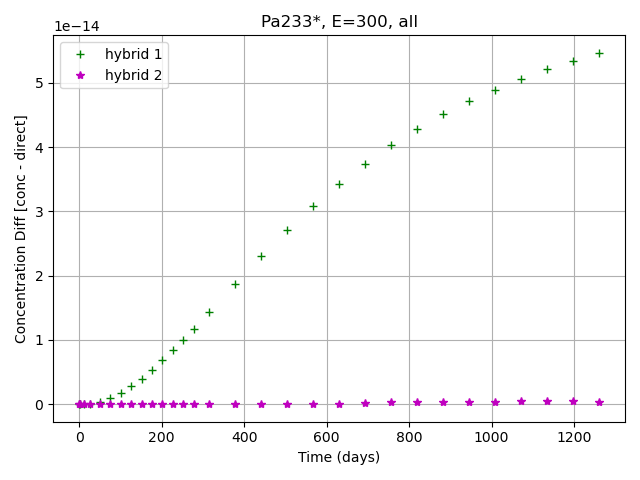 Pa233*, E=300, all
1e−14
hybrid 1
hybrid 2
Concentration Diff [conc - direct]
5
4
3
2
1
0
0 200 400 600 800 1000 1200
Time (days)